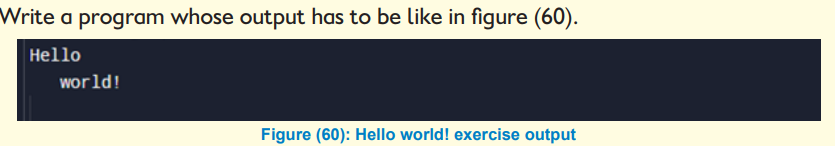 Write a program whose output has to be like in figure (60).
Hello
   world!
Figure (60): Hello world! exercise output